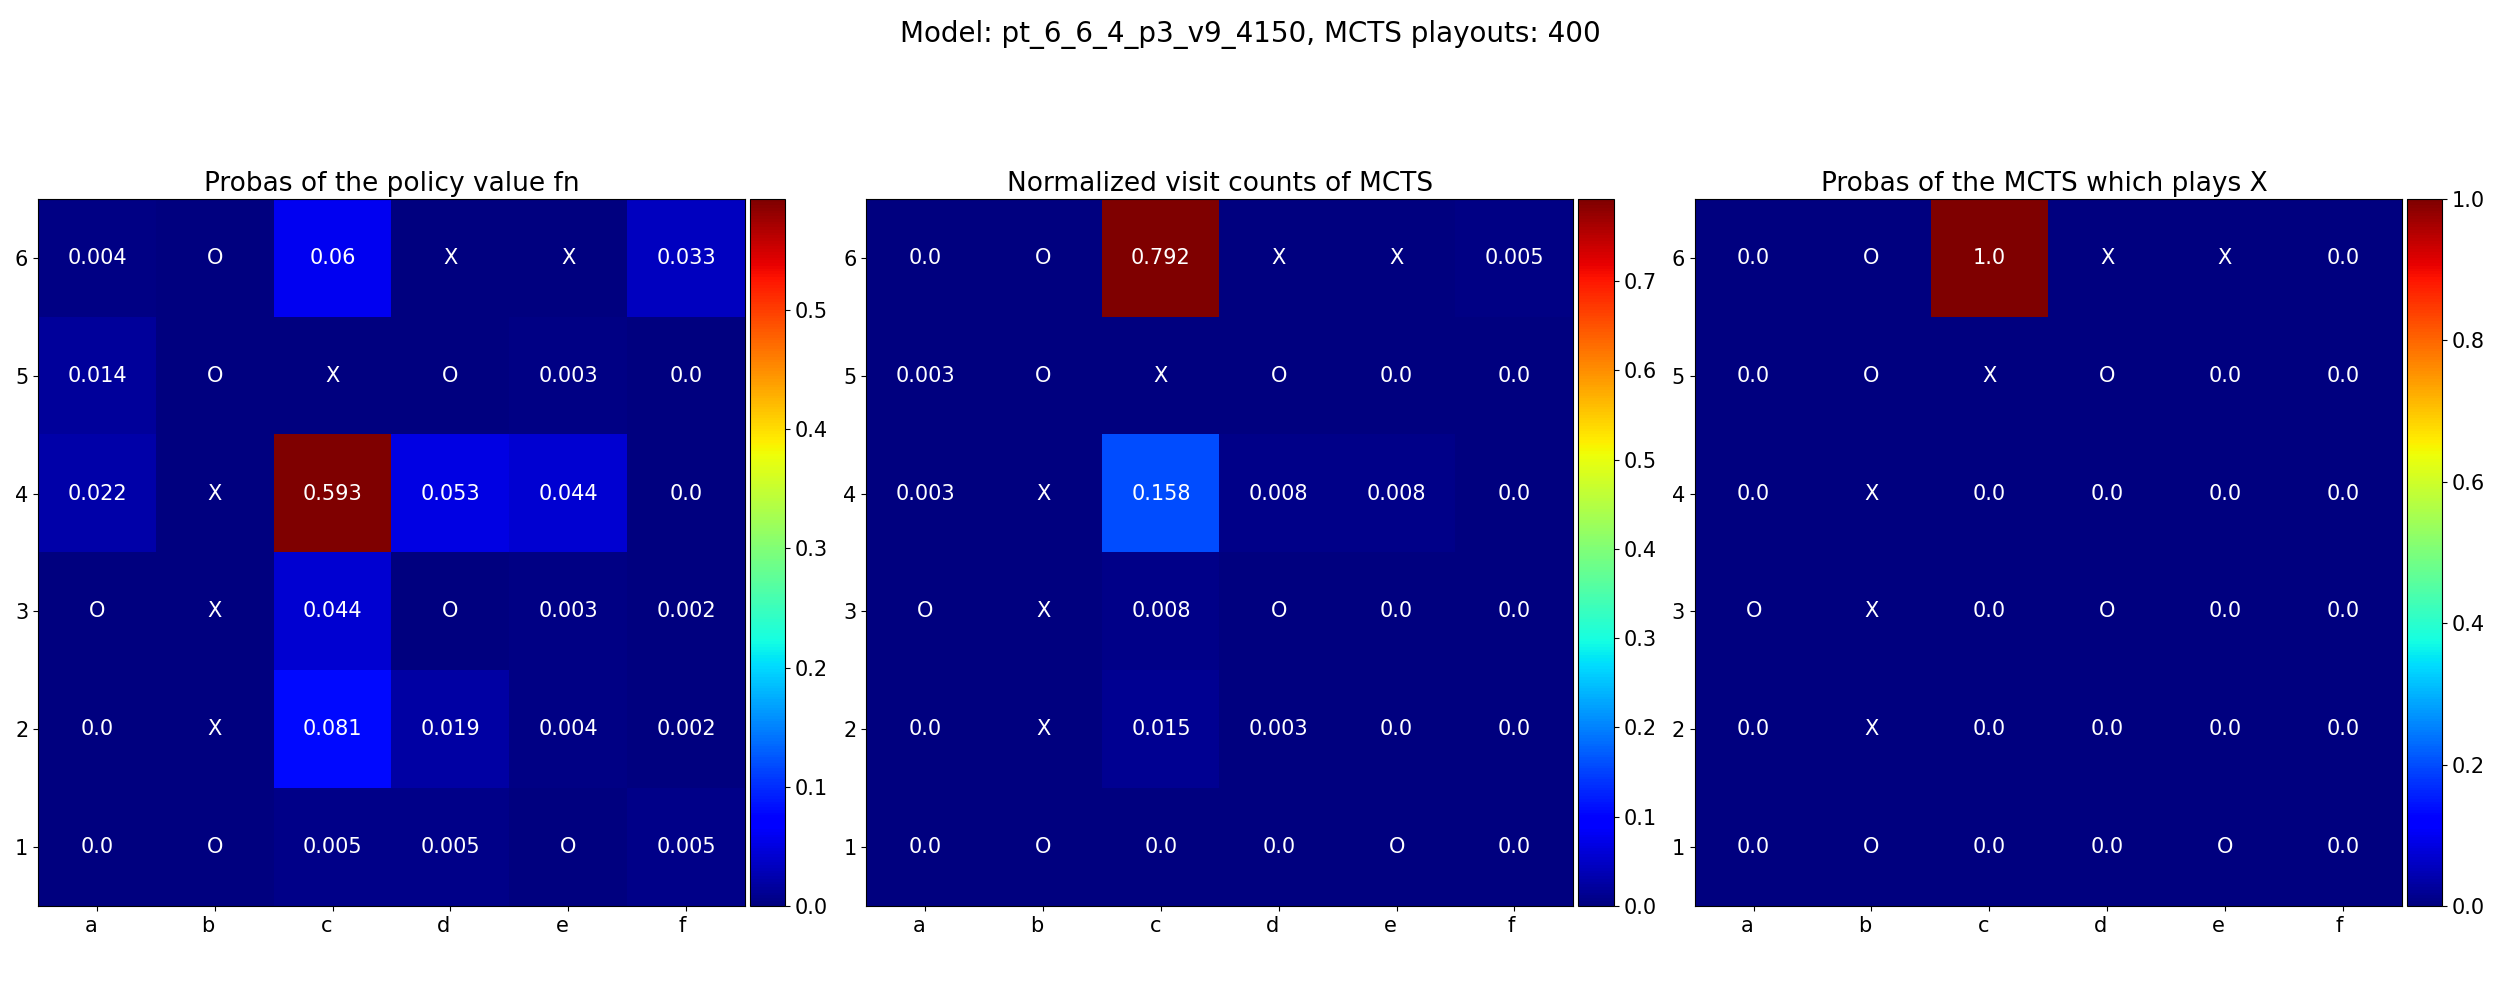 Model: pt_6_6_4_p3_v9_4150, MCTS playouts: 400
Probas of the policy value fn
6 0.004 O 0.06 X X 0.033
5 0.014 O X O 0.003 0.0
4 0.022 X 0.593 0.053 0.044 0.0
3 O X 0.044 O 0.003 0.002
2 0.0 X 0.081 0.019 0.004 0.002
1 0.0 O 0.005 0.005 O 0.005
a b c d e f
0.5
0.4
0.3
0.2
0.1
0.0
Normalized visit counts of MCTS
6 0.0 O 0.792 X X 0.005
5 0.003 O X O 0.0 0.0
4 0.003 X 0.158 0.008 0.008 0.0
3 O X 0.008 O 0.0 0.0
2 0.0 X 0.015 0.003 0.0 0.0
1 0.0 O 0.0 0.0 O 0.0
a b c d e f
0.7
0.6
0.5
0.4
0.3
0.2
0.1
0.0
Probas of the MCTS which plays X
6 0.0 O 1.0 X X 0.0
5 0.0 O X O 0.0 0.0
4 0.0 X 0.0 0.0 0.0 0.0
3 O X 0.0 O 0.0 0.0
2 0.0 X 0.0 0.0 0.0 0.0
1 0.0 O 0.0 0.0 O 0.0
a b c d e f
1.0
0.8
0.6
0.4
0.2
0.0